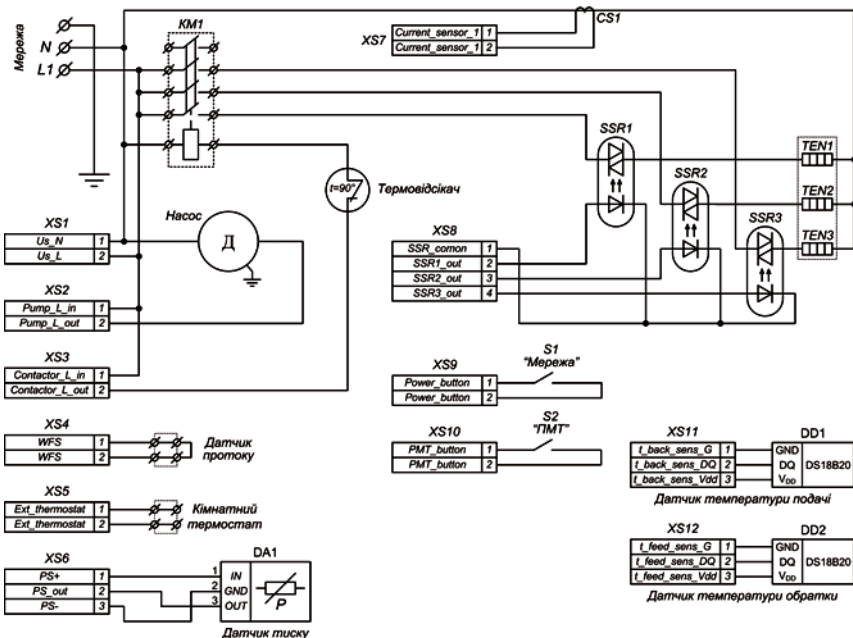 Мережа
N
L1
KM1
XS7
Current_sensor_1 1
Current_sensor_1 2
CS1
t=90°
Термовідсікач
SSR1
SSR2
SSR3
TEN1
TEN2
TEN3
XS1
Us_N 1
Us_L 2
Насос
Д
XS2
Pump_L_in 1
Pump_L_out 2
XS3
Contactor_L_in 1
Contactor_L_out 2
XS8
SSR_comon 1
SSR1_out 2
SSR2_out 3
SSR3_out 4
XS9
Power_button 1
Power_button 2
S1
"Мережа"
XS10
PMT_button 1
PMT_button 2
S2
"ПМТ"
XS4
WFS 1
WFS 2
Датчик
протоку
XS5
Ext_thermostat 1
Ext_thermostat 2
Кімнатний
термостат
XS6
PS+ 1
PS_out 2
PS- 3
DA1
1 IN
2 GND
3 OUT
P
Датчик тиску
XS11
t_back_sens_G 1
t_back_sens_DQ 2
t_back_sens_Vdd 3
DD1
GND
DQ
VDD
DS18B20
Датчик температури подачі
XS12
t_feed_sens_G 1
t_feed_sens_DQ 2
t_feed_sens_Vdd 3
DD2
GND
DQ
VDD
DS18B20
Датчик температури обратки